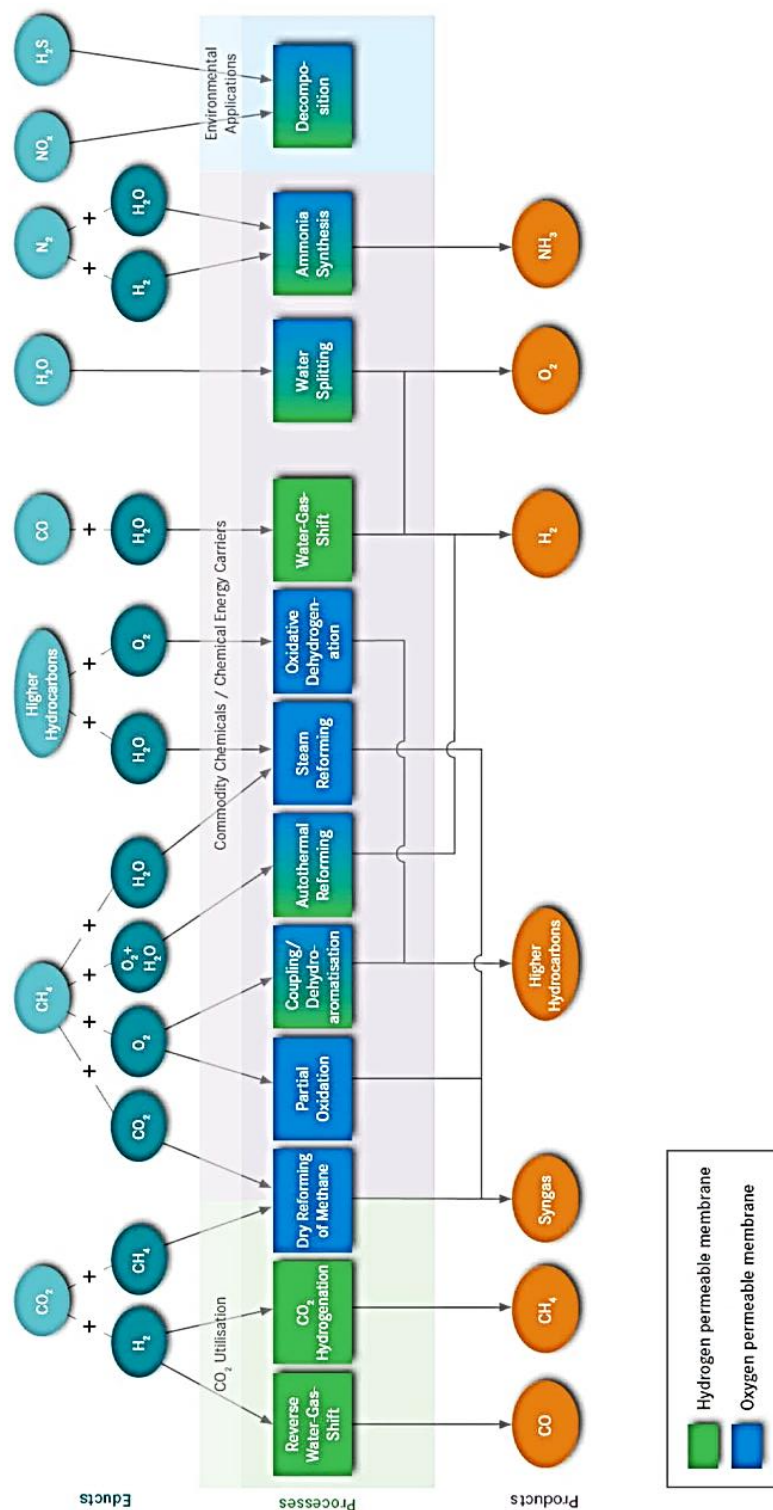 Educts
CO₂
CH₄
Higher
Hydrocarbons
CO
H₂O
N₂
NOₓ
H₂S
+
+
+
+
+
+
+
+
+
+
+
H₂
CH₄
CO₂
O₂
O₂+
H₂O
H₂O
H₂O
O₂
H₂O
H₂
H₂O
CO₂ Utilisation
Commodity Chemicals / Chemical Energy Carriers
Environmental
Applications
Processes
Reverse
Water-Gas-
Shift
CO₂
Hydrogenation
Dry Reforming
of Methane
Partial
Oxidation
Coupling/
Dehydro-
aromatisation
Autothermal
Reforming
Steam
Reforming
Oxidative
Dehydrogen-
ation
Water-Gas-
Shift
Water
Splitting
Ammonia
Synthesis
Decompo-
sition
Products
CO
CH₄
Syngas
Higher
Hydrocarbons
H₂
O₂
NH₃
Hydrogen permeable membrane
Oxygen permeable membrane